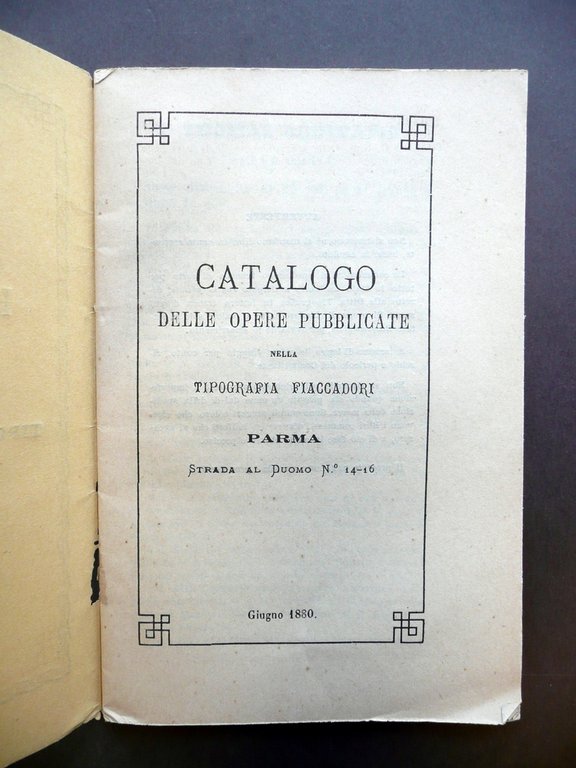 CATALOGO
DELLE OPERE PUBBLICATE
NELLA
TIPOGRAFIA FIACCADORI
PARMA
STRADA AL DUOMO N.º 14-16
Giugno 1880.